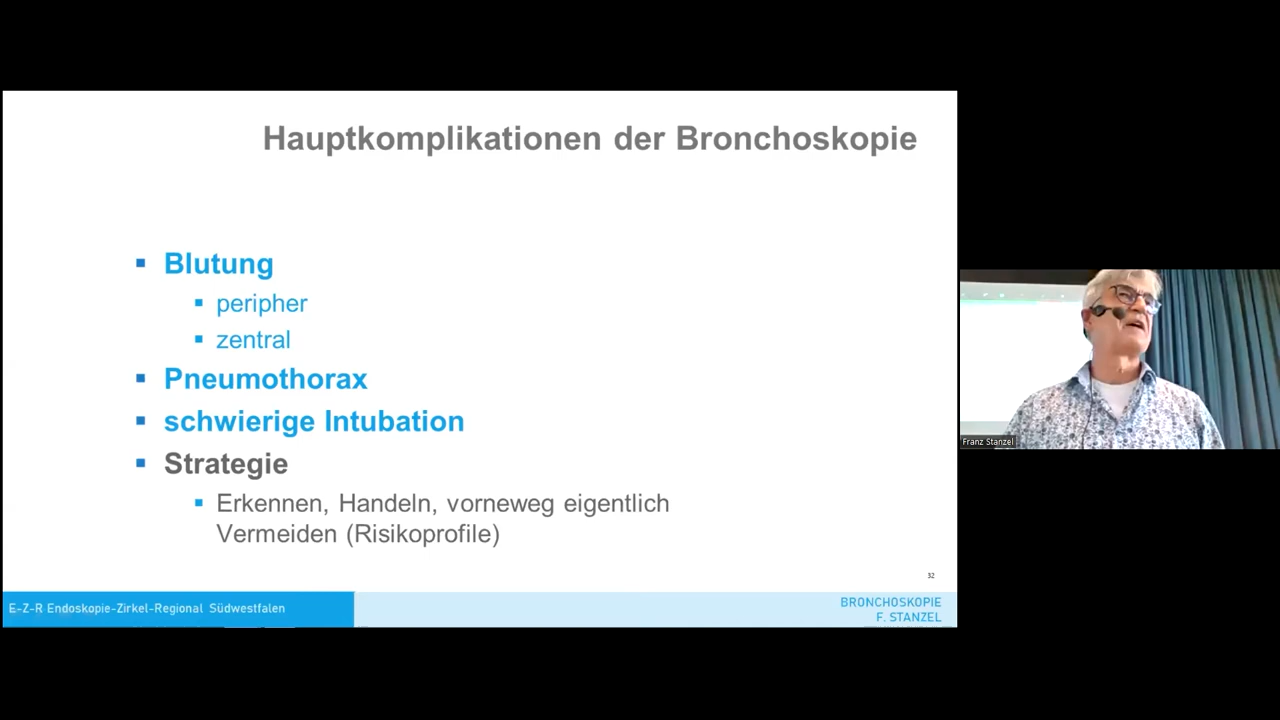 Hauptkomplikationen der Bronchoskopie
Blutung
peripher
zentral
Pneumothorax
schwierige Intubation
Strategie
Erkennen, Handeln, vorneweg eigentlich
Vermeiden (Risikoprofile)
32
E-Z-R Endoskopie-Zirkel-Regional Südwestfalen
BRONCHOSKOPIE
F. STANZEL
Franz Stanzel